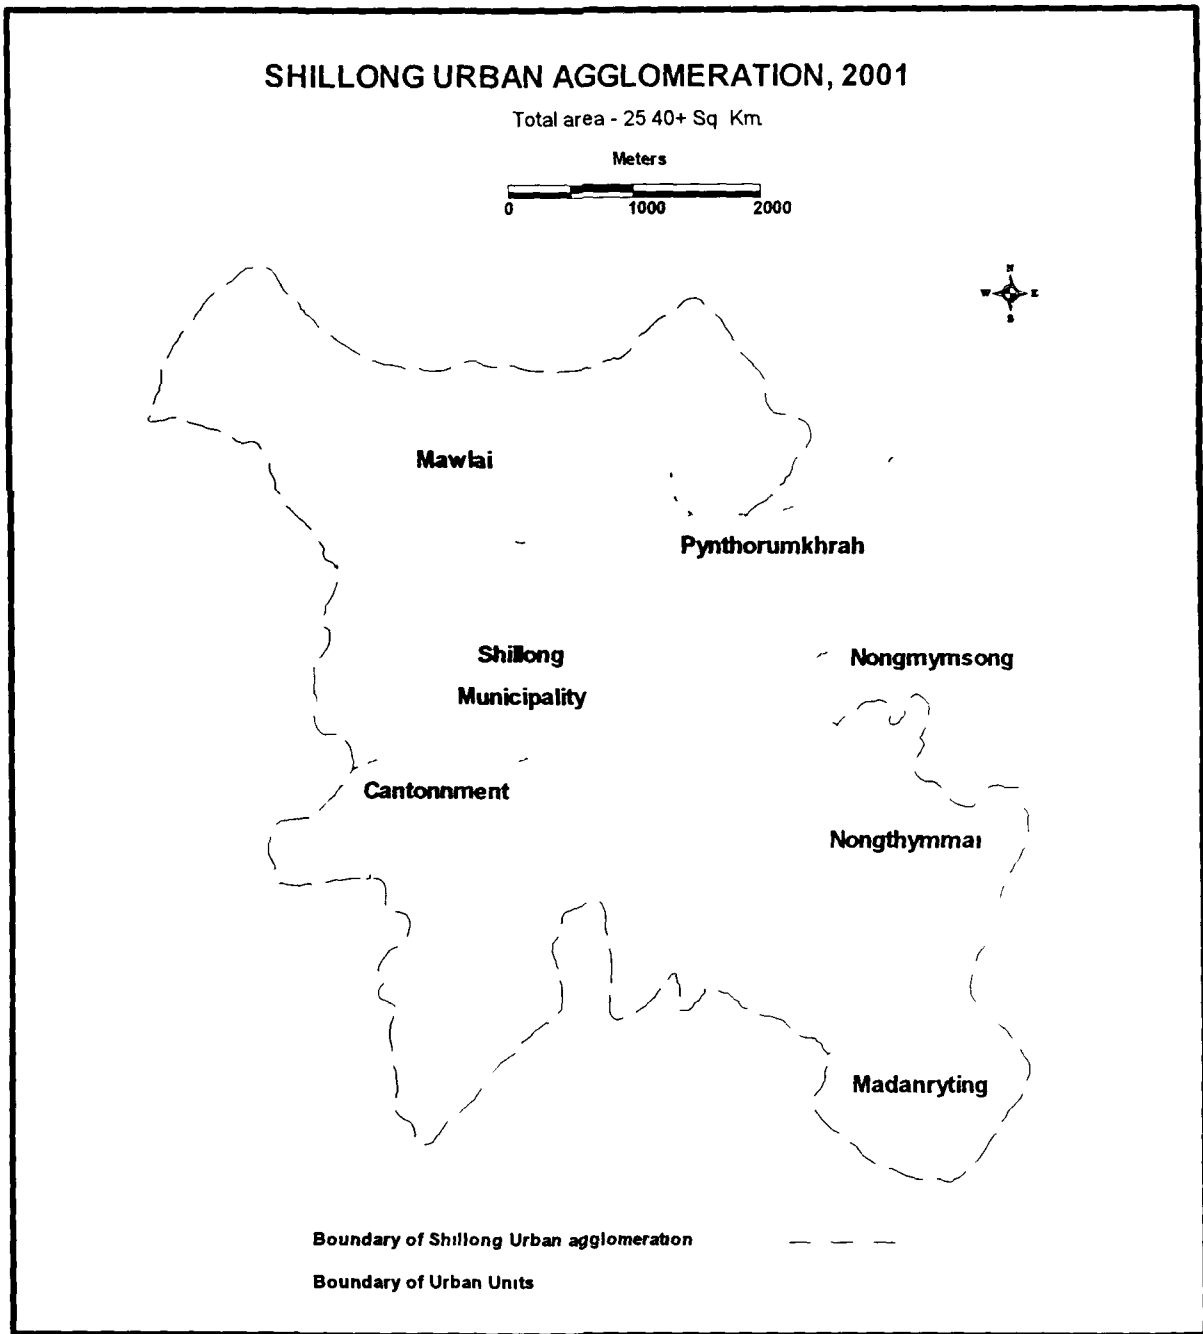 SHILLONG URBAN AGGLOMERATION, 2001
Total area - 25 40+ Sq Km
Meters
0 1000 2000
N
W E
S
Mawlai
Pynthorumkhrah
Shillong
Municipality
Nongmymsong
Cantonnment
Nongthymmai
Madanryting
Boundary of Shillong Urban agglomeration
Boundary of Urban Units